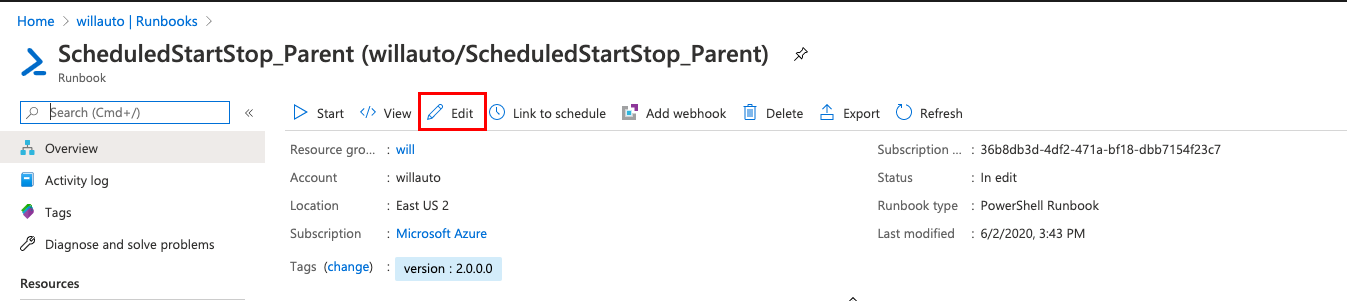 Home > willauto | Runbooks >
ScheduledStartStop_Parent (willauto/ScheduledStartStop_Parent)
Runbook
Search (Cmd+/) «
Start View Edit Link to schedule Add webhook Delete Export Refresh
Overview
Activity log
Tags
Diagnose and solve problems
Resources
Resource gro... : will
Account : willauto
Location : East US 2
Subscription : Microsoft Azure
Tags (change) : version : 2.0.0.0
Subscription ... : 36b8db3d-4df2-471a-bf18-dbb7154f23c7
Status : In edit
Runbook type : PowerShell Runbook
Last modified : 6/2/2020, 3:43 PM